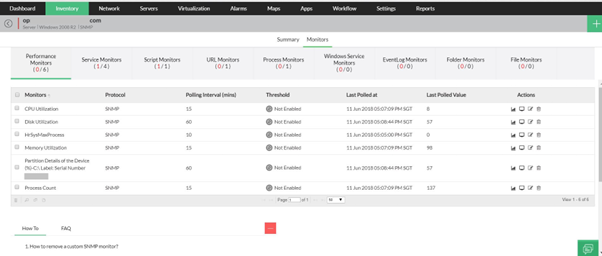 Dashboard Inventory Network Servers Virtualization Alarms Maps Apps Workflow Settings Reports
op com
Server | Windows 2008 R2 | SNMP
Summary Monitors
Performance Monitors (0/6) Service Monitors (1/4) Script Monitors (1/1) URL Monitors (0/1) Process Monitors (1/1) Windows Service Monitors (0/0) EventLog Monitors (0/0) Folder Monitors (0/0) File Monitors (0/0)
Monitors Protocol Polling Interval (mins) Threshold Last Polled at Last Polled Value Actions
CPU Utilization SNMP 15 Not Enabled 11 Jun 2018 05:07:09 PM SGT 8
Disk Utilization SNMP 60 Not Enabled 11 Jun 2018 05:08:44 PM SGT 57
HrSysMaxProcess SNMP 10 Not Enabled 11 Jun 2018 05:05:00 PM SGT 0
Memory Utilization SNMP 15 Not Enabled 11 Jun 2018 05:07:09 PM SGT 98
Partition Details of the Device
(%)-C:\ Label: Serial Number SNMP 60 Not Enabled 11 Jun 2018 05:08:44 PM SGT 57
Process Count SNMP 15 Not Enabled 11 Jun 2018 05:07:09 PM SGT 137
Page 1 of 1 View 1 - 6 of 6
How To FAQ
1. How to remove a custom SNMP monitor?